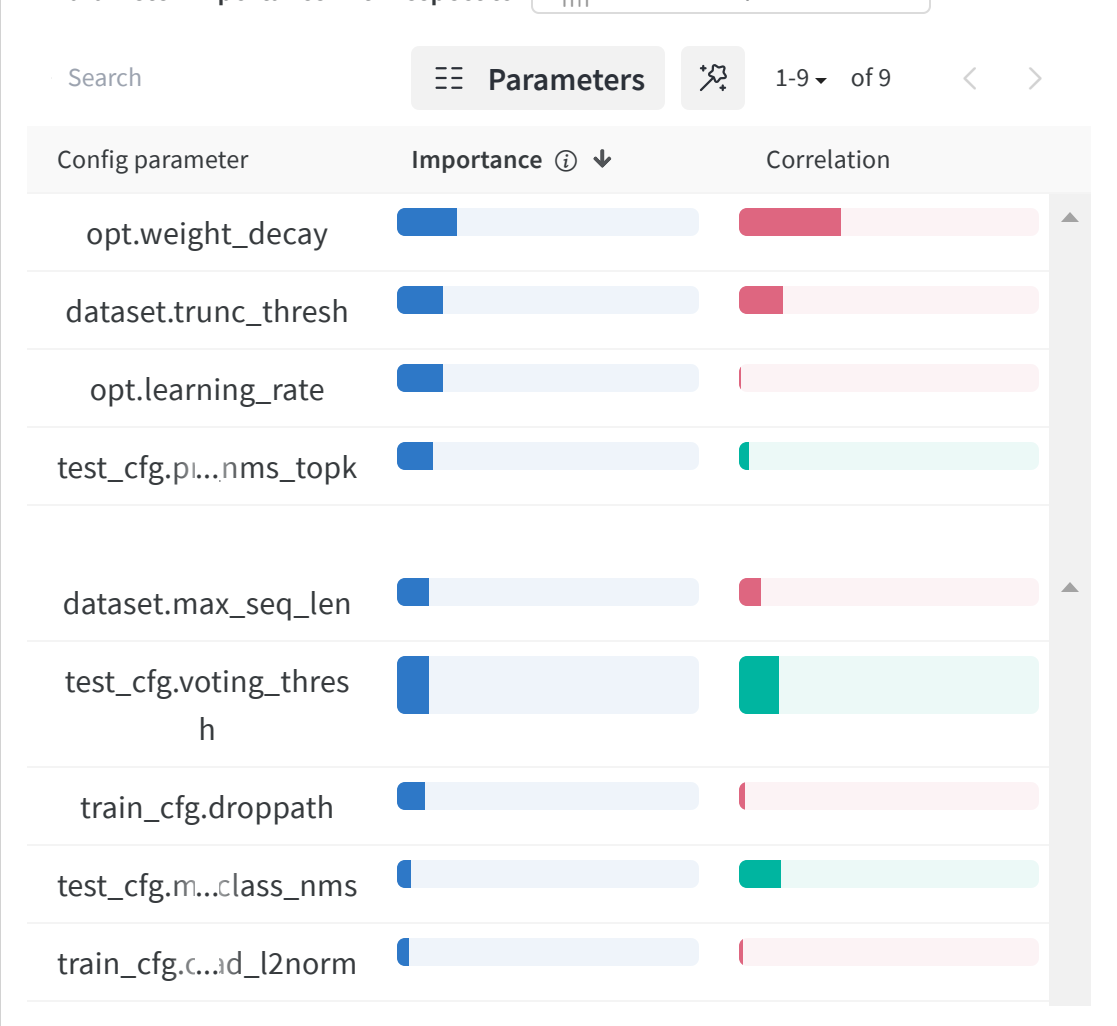 Search
Parameters
1-9
of 9
Config parameter
Importance
Correlation
opt.weight_decay
dataset.trunc_thresh
opt.learning_rate
test_cfg.p...nms_topk
dataset.max_seq_len
test_cfg.voting_thres
h
train_cfg.droppath
test_cfg.m...class_nms
train_cfg.c...ad_l2norm